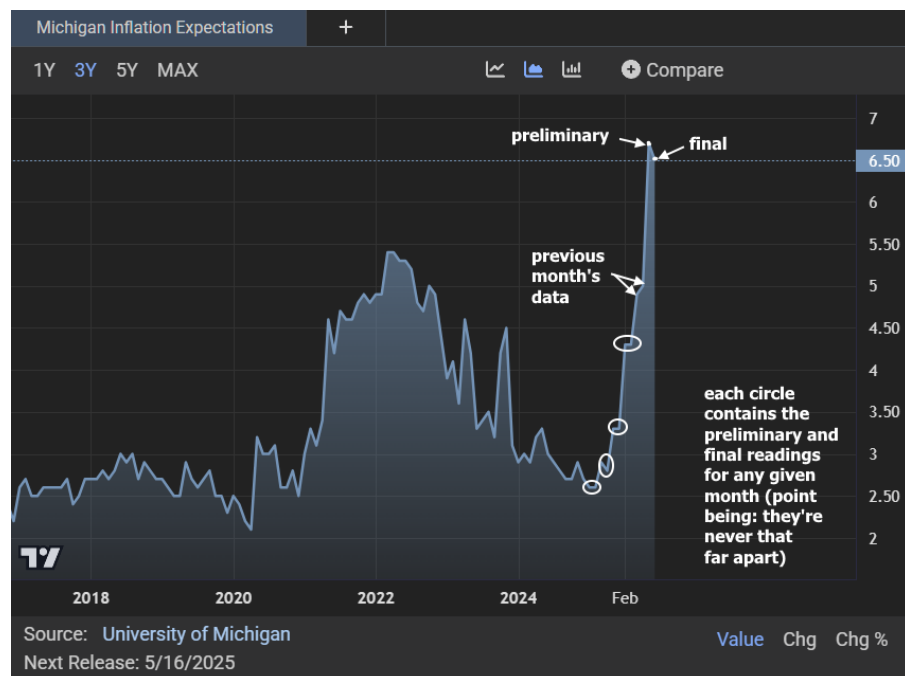 Michigan Inflation Expectations
+
1Y 3Y 5Y MAX
Compare
7
preliminary
final
6.50
6
5.50
previous
month's
data
5
4.50
4
each circle
contains the
preliminary and
final readings
for any given
month (point
being: they're
never that
far apart)
3.50
3
2.50
2
2018 2020 2022 2024 Feb
Source: University of Michigan
Value Chg Chg %
Next Release: 5/16/2025